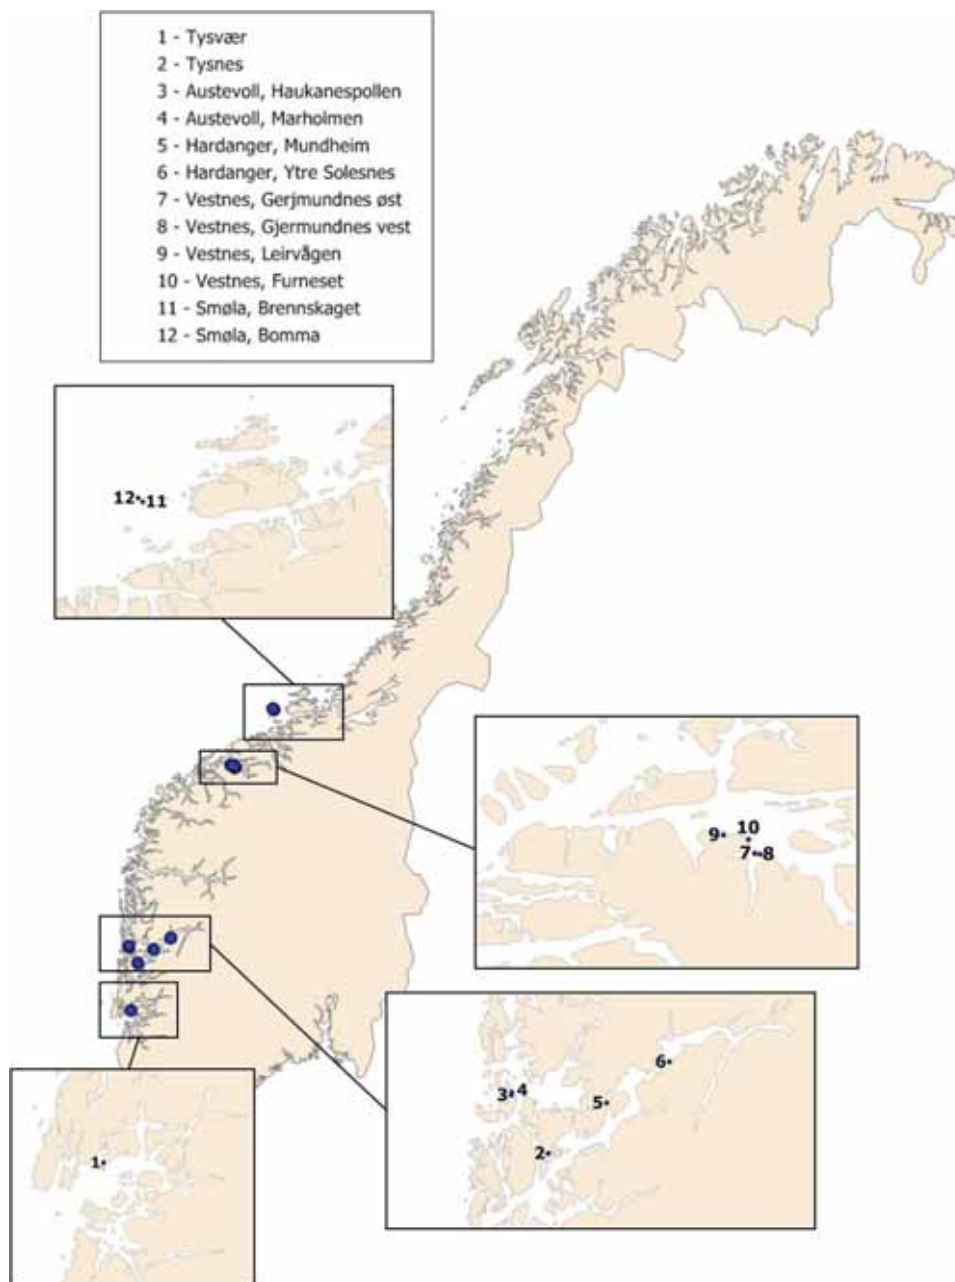 1 - Tysvær
2 - Tysnes
3 - Austevoll, Haukanespollen
4 - Austevoll, Marholmen
5 - Hardanger, Mundheim
6 - Hardanger, Ytre Solesnes
7 - Vestnes, Gerjmundnes øst
8 - Vestnes, Gjermundnes vest
9 - Vestnes, Leirvågen
10 - Vestnes, Furneset
11 - Smøla, Brennskaget
12 - Smøla, Bomma
12 11
10
9
7 8
6
3 4
5
2
1